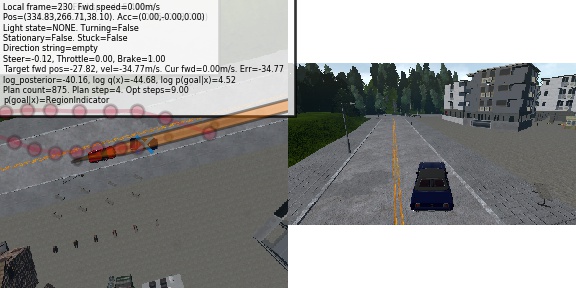 Local frame=230. Fwd speed=0.00m/s
Pos=(334.83,266.71,38.10). Acc=(0.00,-0.00,0.00)
Light state=NONE. Turning=False
Stationary=False. Stuck=False
Direction string=empty
Steer=-0.12, Throttle=0.00, Brake=1.00
Target fwd pos=-27.82, vel=-34.77m/s. Cur fwd=0.00m/s. Err=-34.77
log_posterior=-40.16, log q(x)=-44.68, log p(goal|x)=4.52
Plan count=875. Plan step=4. Opt steps=9.00
p(goal|x)=RegionIndicator